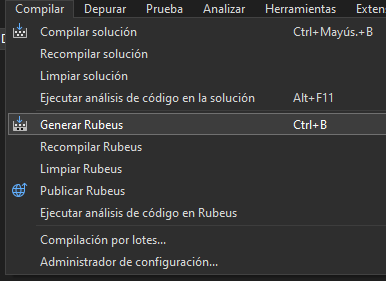 Compilar Depurar Prueba Analizar Herramientas Exten
Compilar solución Ctrl+Mayús.+B
Recompilar solución
Limpiar solución
Ejecutar análisis de código en la solución Alt+F11
Generar Rubeus Ctrl+B
Recompilar Rubeus
Limpiar Rubeus
Publicar Rubeus
Ejecutar análisis de código en Rubeus
Compilación por lotes...
Administrador de configuración...